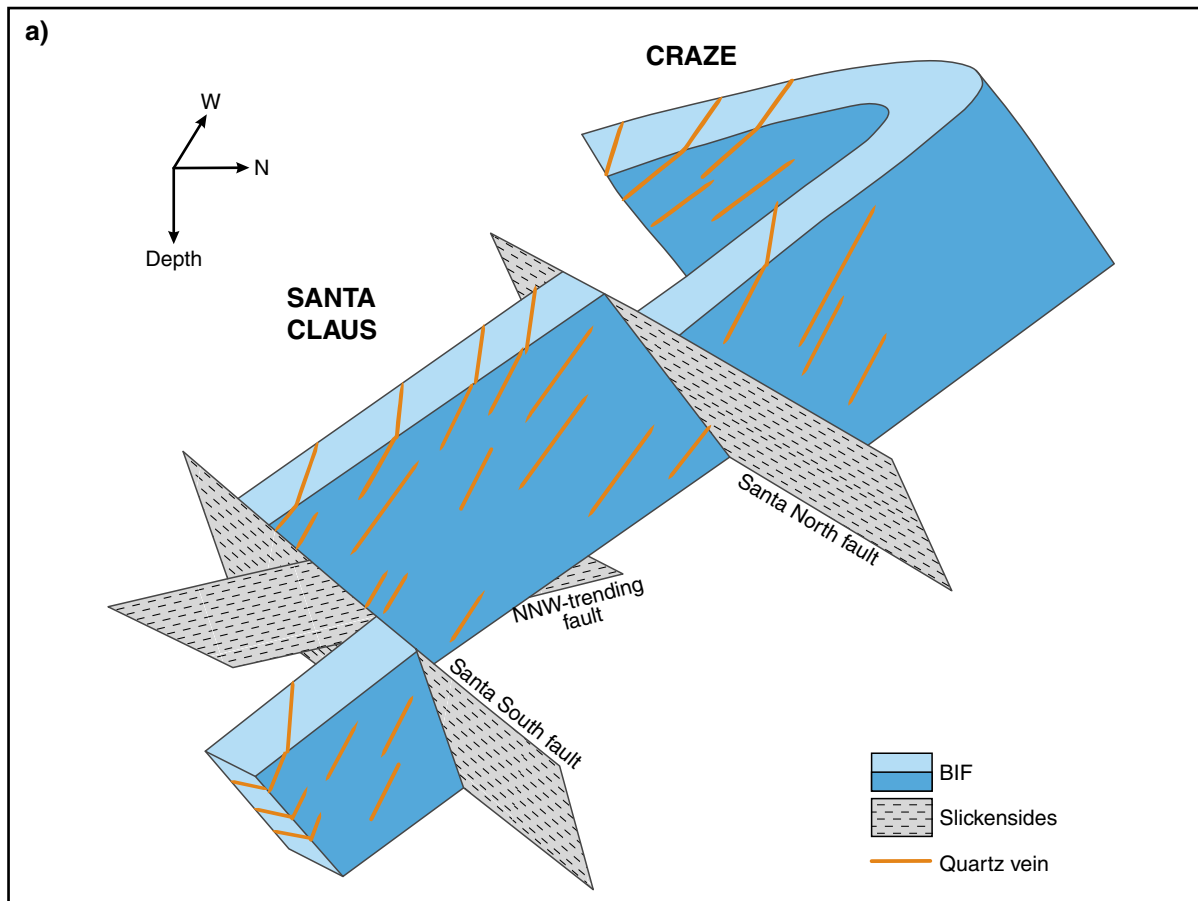 a)
CRAZE
W
N
Depth
SANTA
CLAUS
Santa North fault
NNW-trending
fault
Santa South fault
BIF
Slickensides
Quartz vein